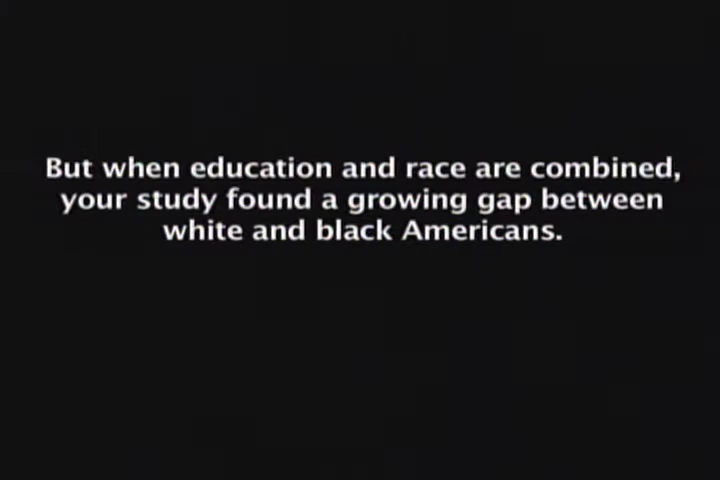 But when education and race are combined,
your study found a growing gap between
white and black Americans.